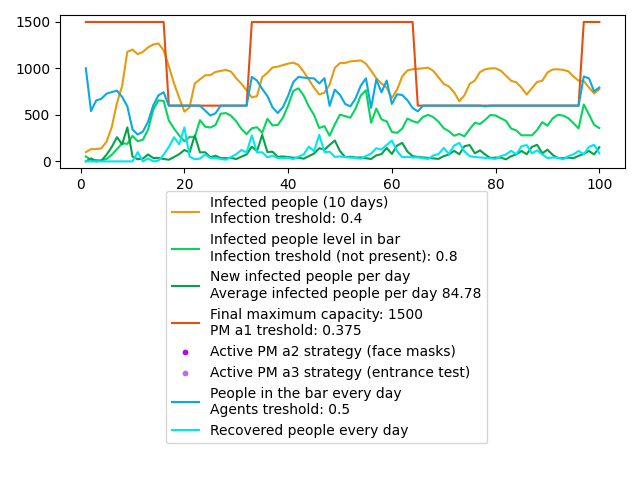 1500
1000
500
0
0 20 40 60 80 100
Infected people (10 days)
Infection treshold: 0.4
Infected people level in bar
Infection treshold (not present): 0.8
New infected people per day
Average infected people per day 84.78
Final maximum capacity: 1500
PM a1 treshold: 0.375
Active PM a2 strategy (face masks)
Active PM a3 strategy (entrance test)
People in the bar every day
Agents treshold: 0.5
Recovered people every day